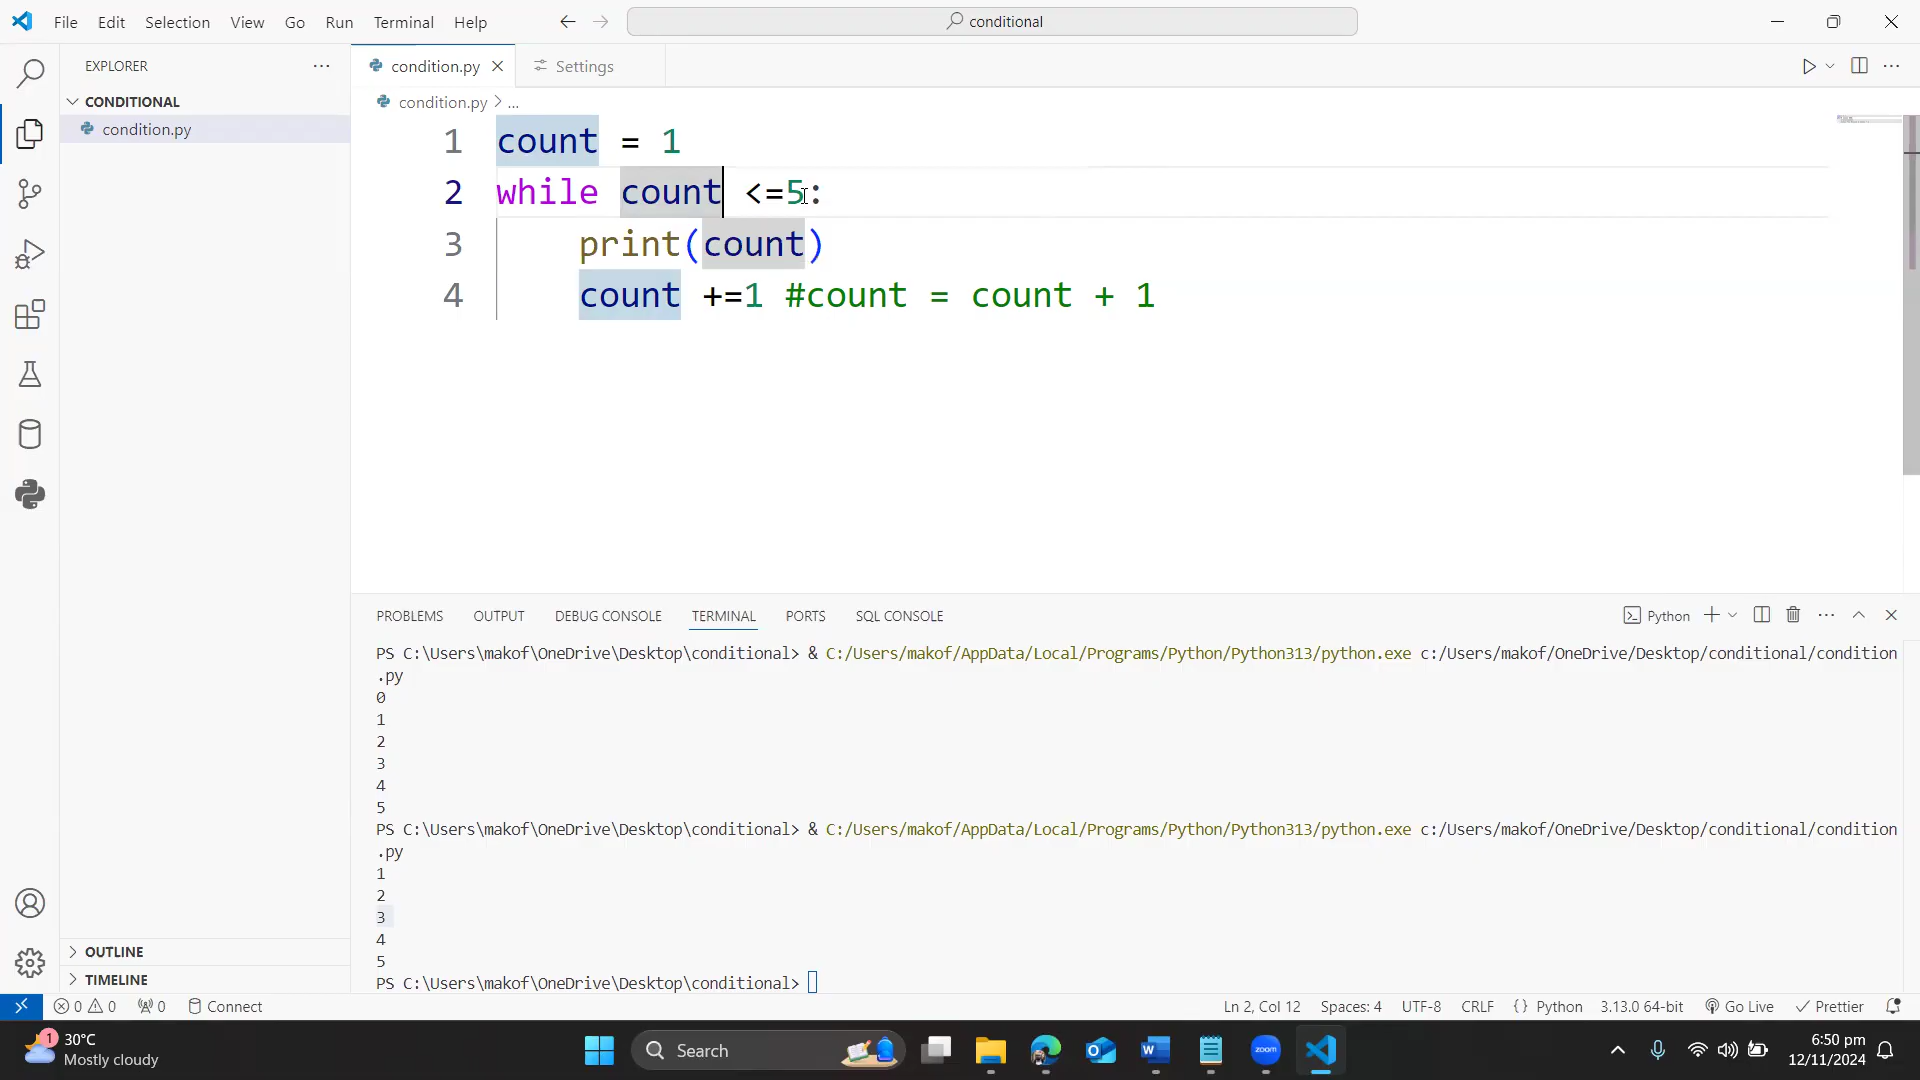 File Edit Selection View Go Run Terminal Help
conditional
EXPLORER
CONDITIONAL
condition.py
OUTLINE
TIMELINE
condition.py
Settings
condition.py > ...
1 count = 1
2 while count <=5:
3 print(count)
4 count +=1 #count = count + 1
PROBLEMS OUTPUT DEBUG CONSOLE TERMINAL PORTS SQL CONSOLE
Python
PS C:\Users\makof\OneDrive\Desktop\conditional> & C:/Users/makof/AppData/Local/Programs/Python/Python313/python.exe c:/Users/makof/OneDrive/Desktop/conditional/condition
.py
0
1
2
3
4
5
PS C:\Users\makof\OneDrive\Desktop\conditional> & C:/Users/makof/AppData/Local/Programs/Python/Python313/python.exe c:/Users/makof/OneDrive/Desktop/conditional/condition
.py
1
2
3
4
5
PS C:\Users\makof\OneDrive\Desktop\conditional>
0 0 0 Connect
Ln 2, Col 12 Spaces: 4 UTF-8 CRLF {} Python 3.13.0 64-bit Go Live Prettier
1
30°C
Mostly cloudy
Search
zoom
6:50 pm
12/11/2024